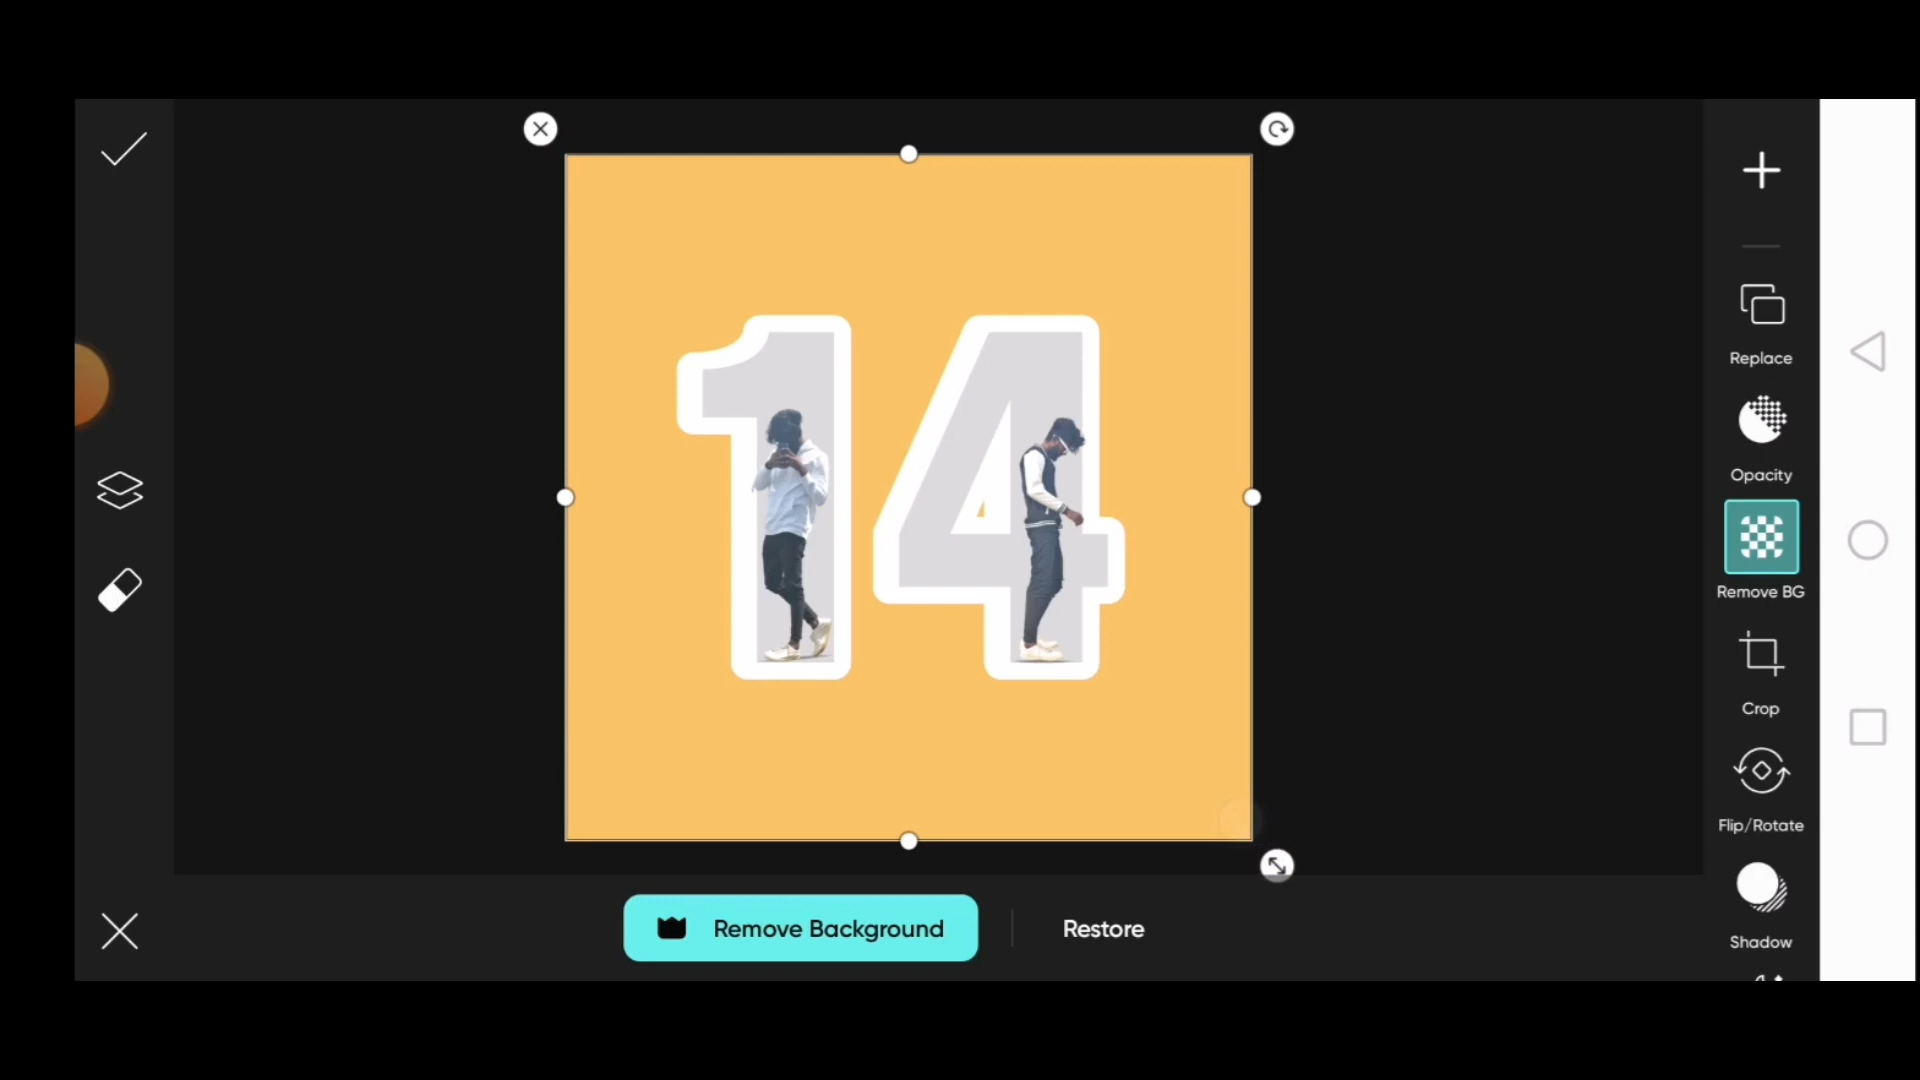 14
Replace
Opacity
Remove BG
Crop
Flip/Rotate
Shadow
Remove Background
Restore